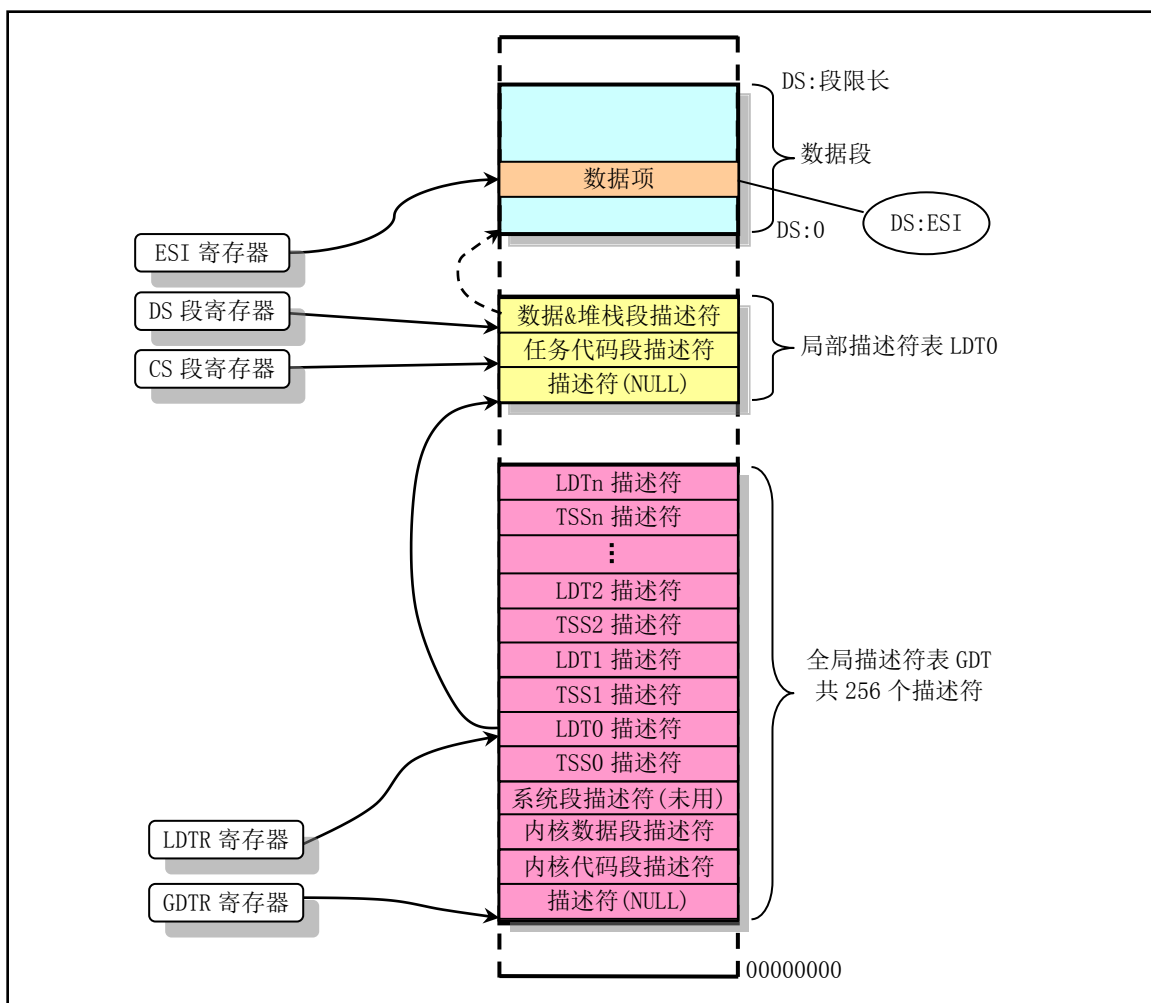 DS:段限长
数据段
数据项
DS:ESI
DS:0
ESI 寄存器
DS 段寄存器
CS 段寄存器
数据&堆栈段描述符
任务代码段描述符
描述符(NULL)
局部描述符表 LDT0
LDTn 描述符
TSSn 描述符
⋮
LDT2 描述符
TSS2 描述符
LDT1 描述符
TSS1 描述符
LDT0 描述符
TSS0 描述符
系统段描述符(未用)
内核数据段描述符
内核代码段描述符
描述符(NULL)
全局描述符表 GDT
共 256 个描述符
LDTR 寄存器
GDTR 寄存器
00000000